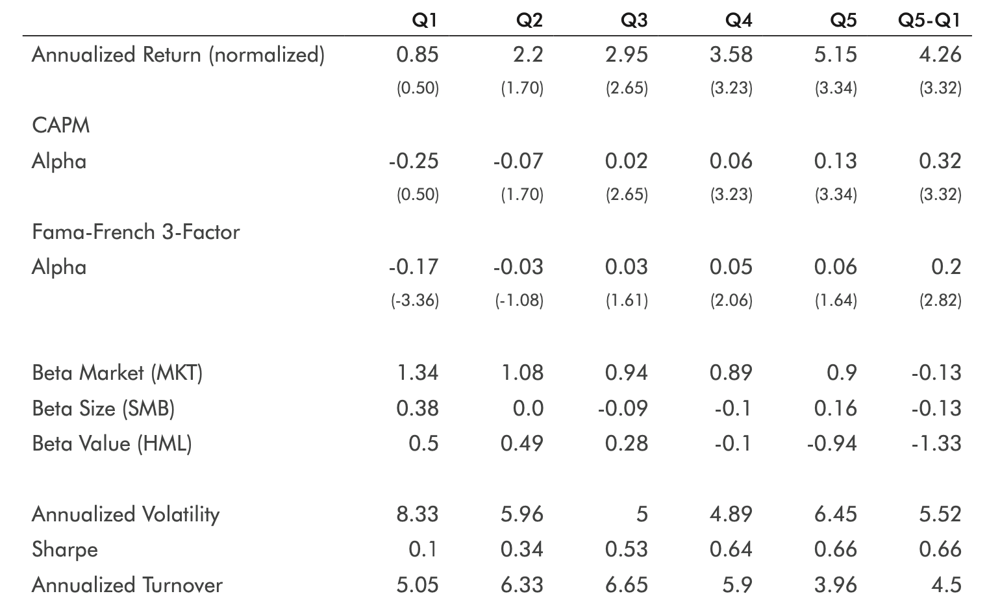 Q1 Q2 Q3 Q4 Q5 Q5-Q1
Annualized Return (normalized) 0.85 2.2 2.95 3.58 5.15 4.26
(0.50) (1.70) (2.65) (3.23) (3.34) (3.32)
CAPM
Alpha -0.25 -0.07 0.02 0.06 0.13 0.32
(0.50) (1.70) (2.65) (3.23) (3.34) (3.32)
Fama-French 3-Factor
Alpha -0.17 -0.03 0.03 0.05 0.06 0.2
(-3.36) (-1.08) (1.61) (2.06) (1.64) (2.82)
Beta Market (MKT) 1.34 1.08 0.94 0.89 0.9 -0.13
Beta Size (SMB) 0.38 0.0 -0.09 -0.1 0.16 -0.13
Beta Value (HML) 0.5 0.49 0.28 -0.1 -0.94 -1.33
Annualized Volatility 8.33 5.96 5 4.89 6.45 5.52
Sharpe 0.1 0.34 0.53 0.64 0.66 0.66
Annualized Turnover 5.05 6.33 6.65 5.9 3.96 4.5